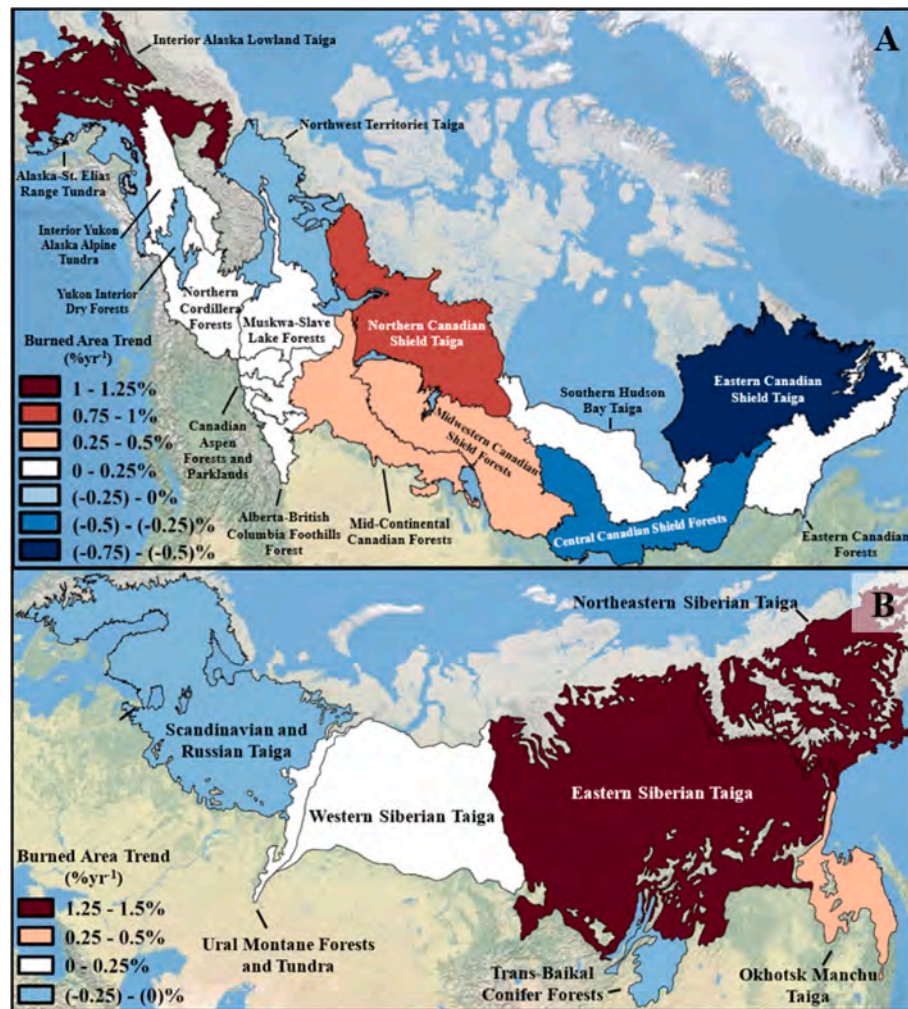 A
Interior Alaska Lowland Taiga
Northwest Territories Taiga
Alaska-St. Elias
Range Tundra
Interior Yukon
Alaska Alpine
Tundra
Yukon Interior
Dry Forests
Northern
Cordillera
Forests
Muskwa-Slave
Lake Forests
Northern Canadian
Shield Taiga
Eastern Canadian
Shield Taiga
Southern Hudson
Bay Taiga
Midwestern Canadian
Shield Forests
Canadian
Aspen
Forests and
Parklands
Alberta-British
Columbia Foothills
Forest
Mid-Continental
Canadian Forests
Central Canadian Shield Forests
Eastern Canadian
Forests
Burned Area Trend
(%yr-1)
1 - 1.25%
0.75 - 1%
0.25 - 0.5%
0 - 0.25%
(-0.25) - 0%
(-0.5) - (-0.25)%
(-0.75) - (-0.5)%
B
Northeastern Siberian Taiga
Scandinavian and
Russian Taiga
Western Siberian Taiga
Eastern Siberian Taiga
Ural Montane Forests
and Tundra
Trans-Baikal
Conifer Forests
Okhotsk Manchu
Taiga
Burned Area Trend
(%yr-1)
1.25 - 1.5%
0.25 - 0.5%
0 - 0.25%
(-0.25) - (0)%